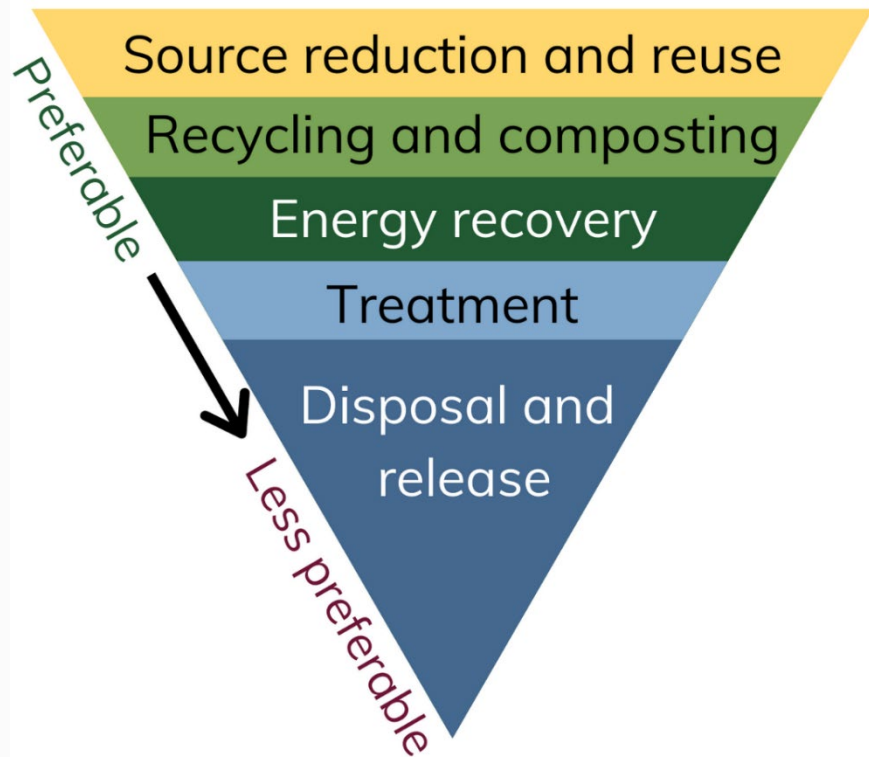 Source reduction and reuse
Recycling and composting
Energy recovery
Treatment
Disposal and
release
Preferable
Less preferable